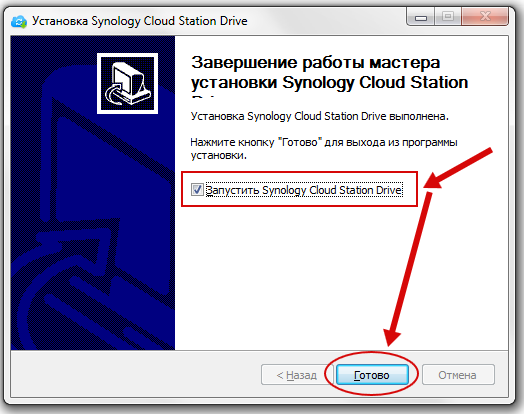 Установка Synology Cloud Station Drive
Завершение работы мастера
установки Synology Cloud Station
Установка Synology Cloud Station Drive выполнена.
Нажмите кнопку "Готово" для выхода из программы
установки.
Запустить Synology Cloud Station Drive
< Назад
Готово
Отмена